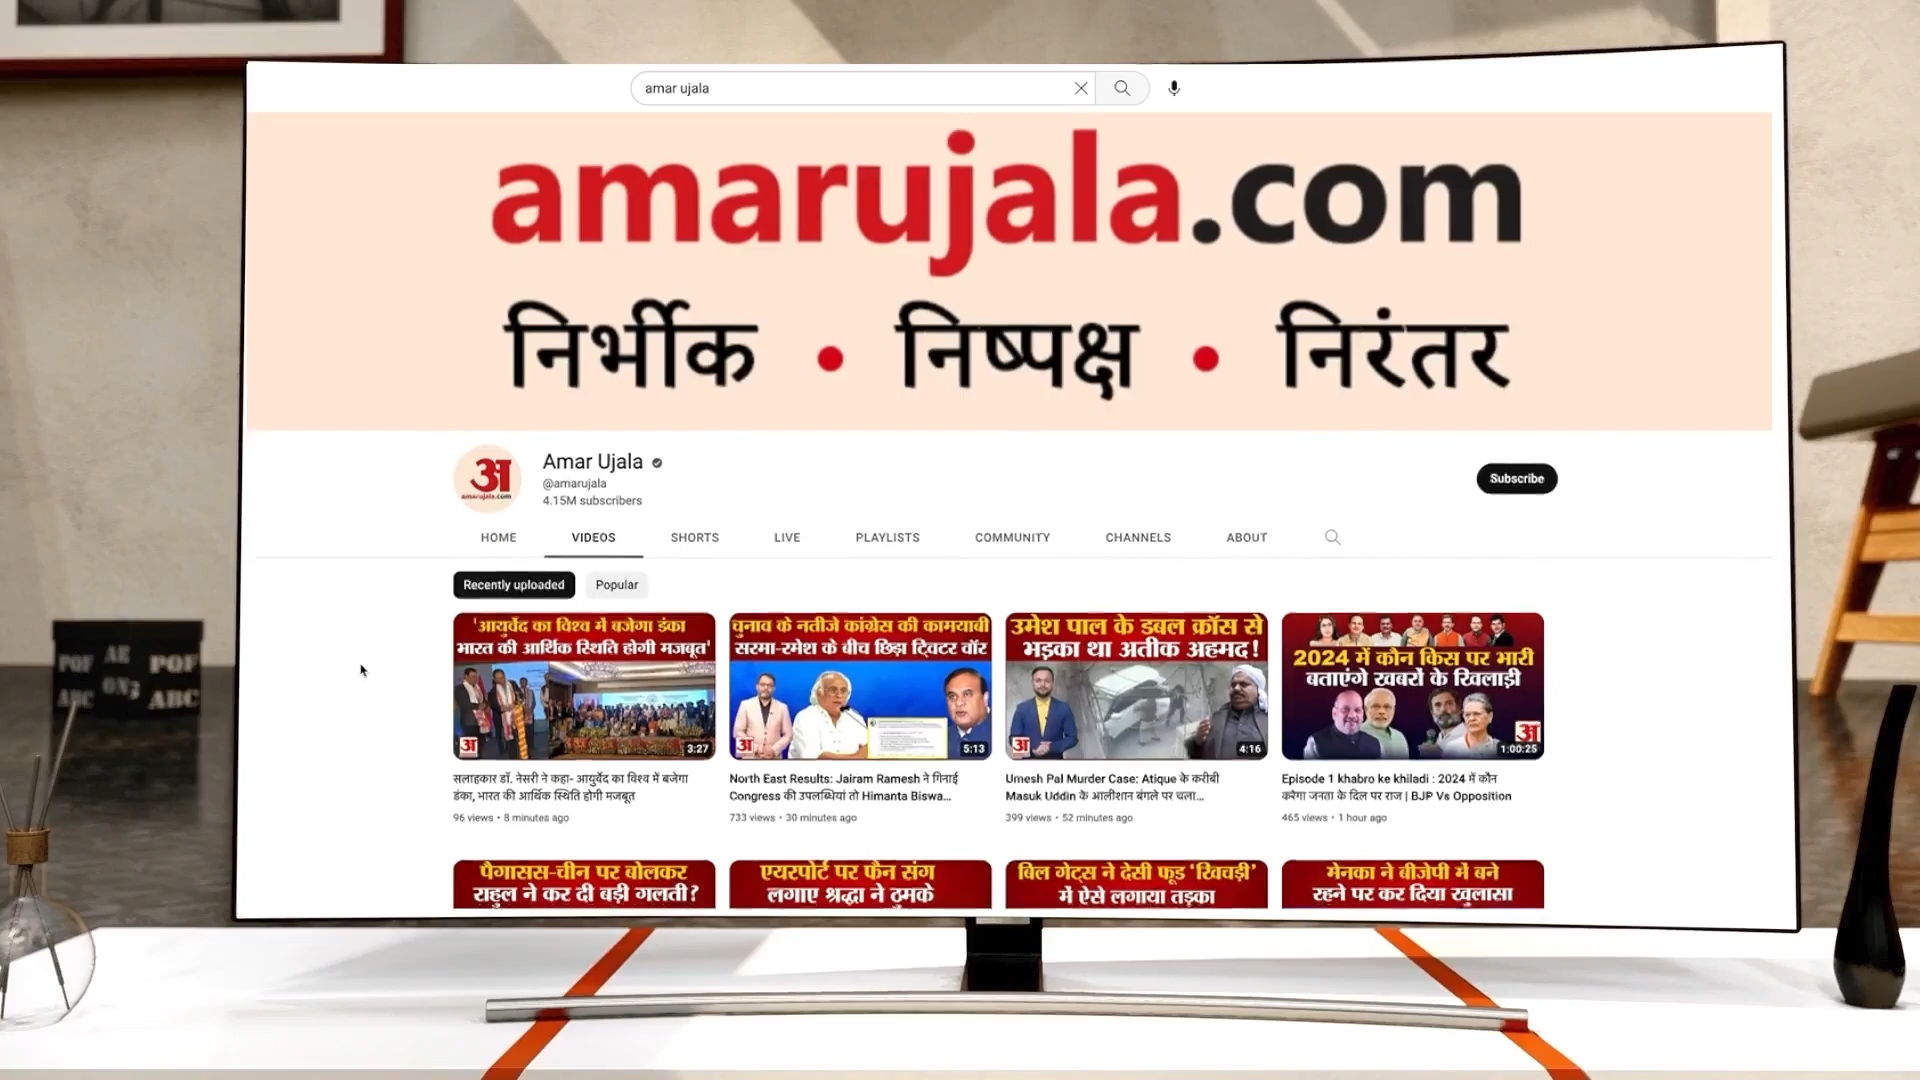 amar ujala
amarujala.com
निर्भीक • निष्पक्ष • निरंतर
अ
amarujala.com
Amar Ujala
@amarujala
4.15M subscribers
Subscribe
HOME VIDEOS SHORTS LIVE PLAYLISTS COMMUNITY CHANNELS ABOUT
Recently uploaded Popular
'आयुर्वेद का विश्व में बजेगा डंका
भारत की आर्थिक स्थिति होगी मजबूत'
अ
3:27
सलाहकार डॉ. नेसरी ने कहा- आयुर्वेद का विश्व में बजेगा
डंका, भारत की आर्थिक स्थिति होगी मजबूत
96 views • 8 minutes ago
चुनाव के नतीजे कांग्रेस की कामयाबी
सरमा-रमेश के बीच छिड़ा ट्विटर वॉर
अ
5:13
North East Results: Jairam Ramesh ने गिनाई
Congress की उपलब्धियां तो Himanta Biswa...
733 views • 30 minutes ago
उमेश पाल के डबल क्रॉस से
भड़का था अतीक अहमद!
अ
4:16
Umesh Pal Murder Case: Atique के करीबी
Masuk Uddin के आलीशान बंगले पर चला...
399 views • 52 minutes ago
2024 में कौन किस पर भारी
बताएंगे खबरों के खिलाड़ी
अ
1:00:25
Episode 1 khabro ke khiladi : 2024 में कौन
करेगा जनता के दिल पर राज | BJP Vs Opposition
465 views • 1 hour ago
पैगासस-चीन पर बोलकर
राहुल ने कर दी बड़ी गलती?
एयरपोर्ट पर फैन संग
लगाए श्रद्धा ने ठुमके
बिल गेट्स ने देसी फूड 'खिचड़ी'
में ऐसे लगाया तड़का
मेनका ने बीजेपी में बने
रहने पर कर दिया खुलासा
PQF AE PQF
ABC ABC